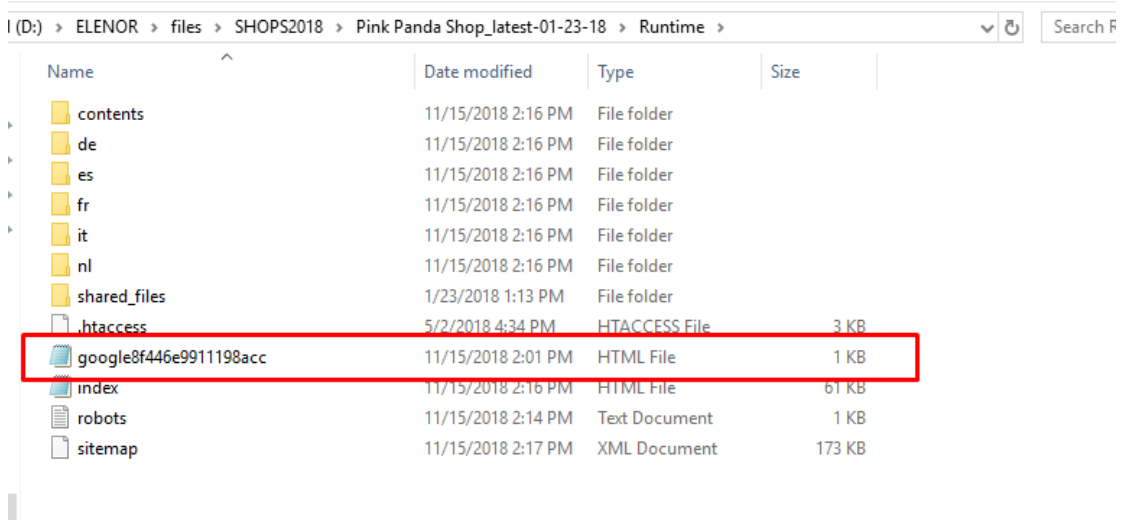 (D:) > ELENOR > files > SHOPS2018 > Pink Panda Shop_latest-01-23-18 > Runtime > Search
Name Date modified Type Size
contents 11/15/2018 2:16 PM File folder
de 11/15/2018 2:16 PM File folder
es 11/15/2018 2:16 PM File folder
fr 11/15/2018 2:16 PM File folder
it 11/15/2018 2:16 PM File folder
nl 11/15/2018 2:16 PM File folder
shared_files 1/23/2018 1:13 PM File folder
.htaccess 5/2/2018 4:34 PM HTACCESS File 3 KB
google8f446e9911198acc 11/15/2018 2:01 PM HTML File 1 KB
index 11/15/2018 2:16 PM HTML File 61 KB
robots 11/15/2018 2:14 PM Text Document 1 KB
sitemap 11/15/2018 2:17 PM XML Document 173 KB